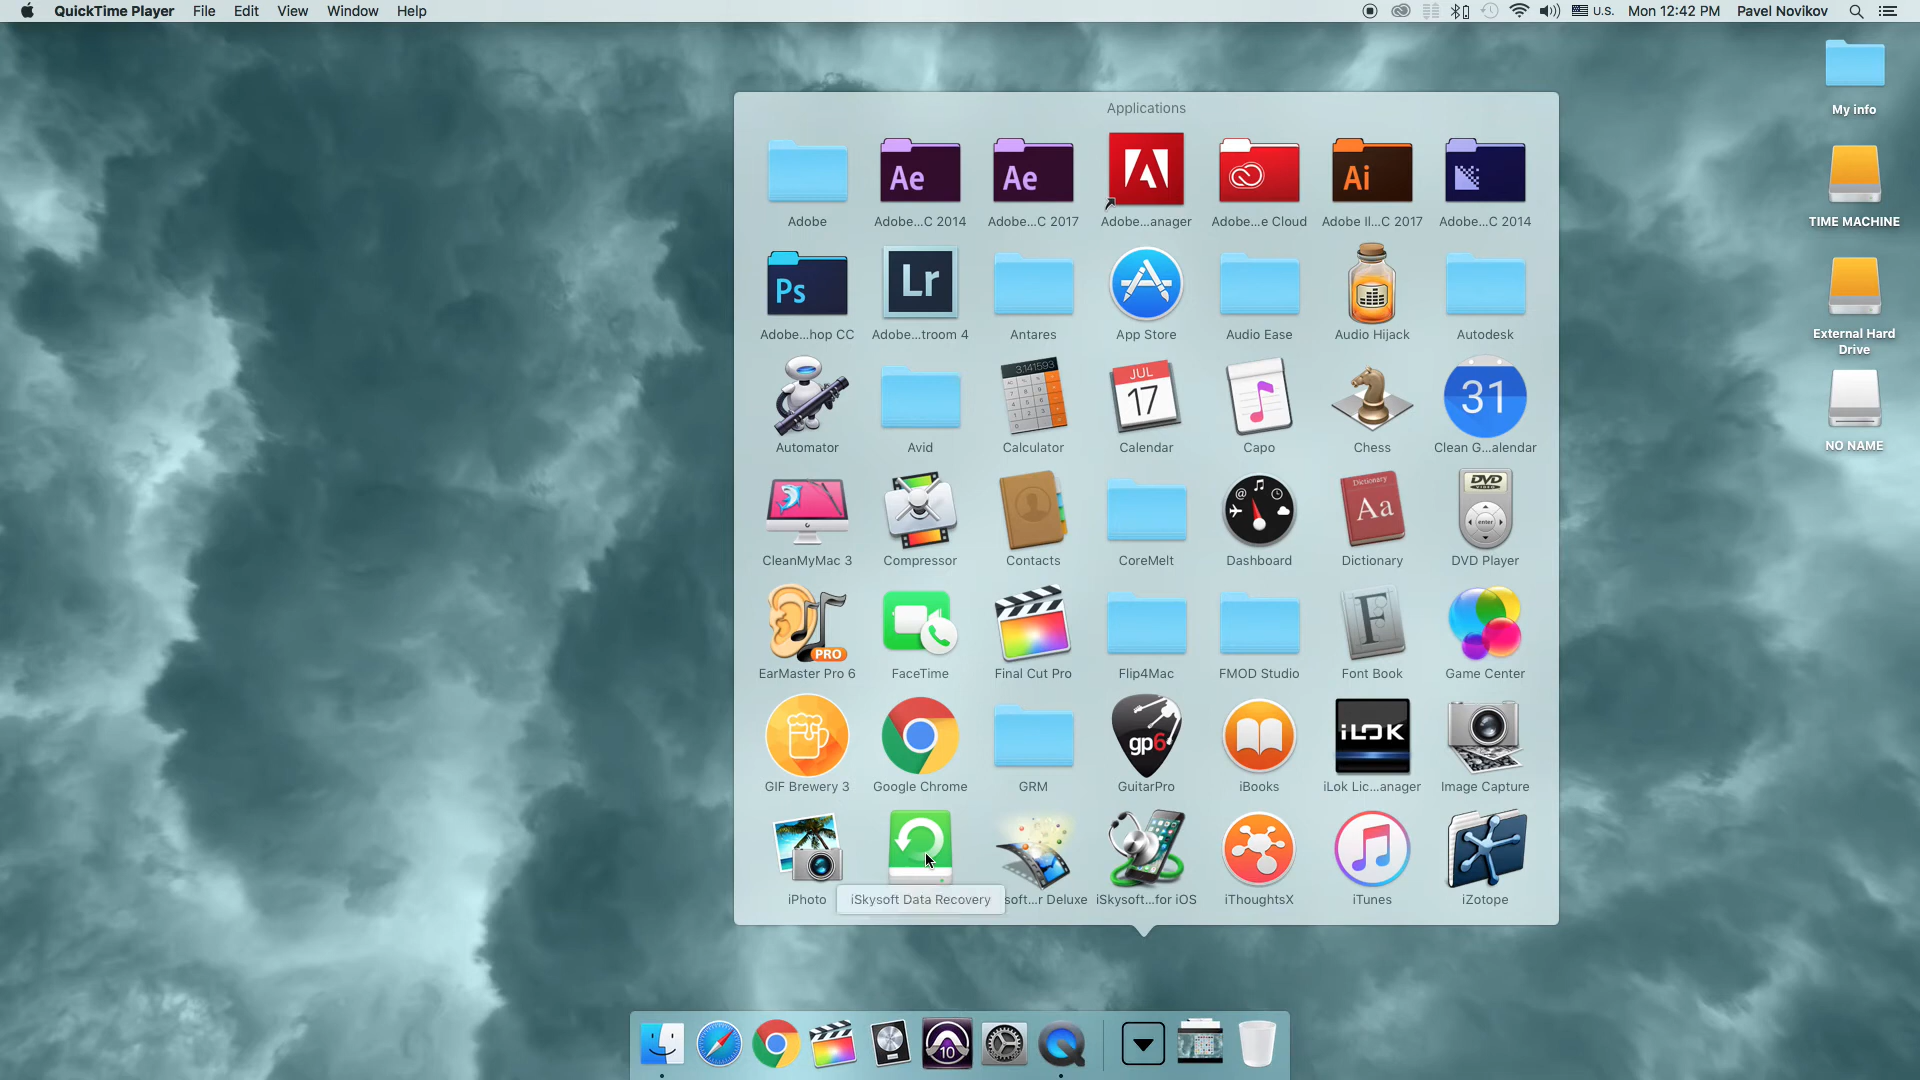 QuickTime Player File Edit View Window Help U.S. Mon 12:42 PM Pavel Novikov
My info
TIME MACHINE
External Hard
Drive
NO NAME
Applications
Ae Ae Ai
Adobe Adobe...C 2014 Adobe...C 2017 Adobe...anager Adobe...e Cloud Adobe Il...C 2017 Adobe...C 2014
Ps Lr
Adobe...hop CC Adobe...troom 4 Antares App Store Audio Ease Audio Hijack Autodesk
3.141593 JUL 17 31
Automator Avid Calculator Calendar Capo Chess Clean G...alendar
Dictionary Aa DVD VIDEO enter
CleanMyMac 3 Compressor Contacts CoreMelt Dashboard Dictionary DVD Player
PRO F
EarMaster Pro 6 FaceTime Final Cut Pro Flip4Mac FMOD Studio Font Book Game Center
gp6 iLOK
GIF Brewery 3 Google Chrome GRM GuitarPro iBooks iLok Lic...anager Image Capture
iPhoto iSkysoft Data Recovery soft...r Deluxe iSkysoft...for iOS iThoughtsX iTunes iZotope
10